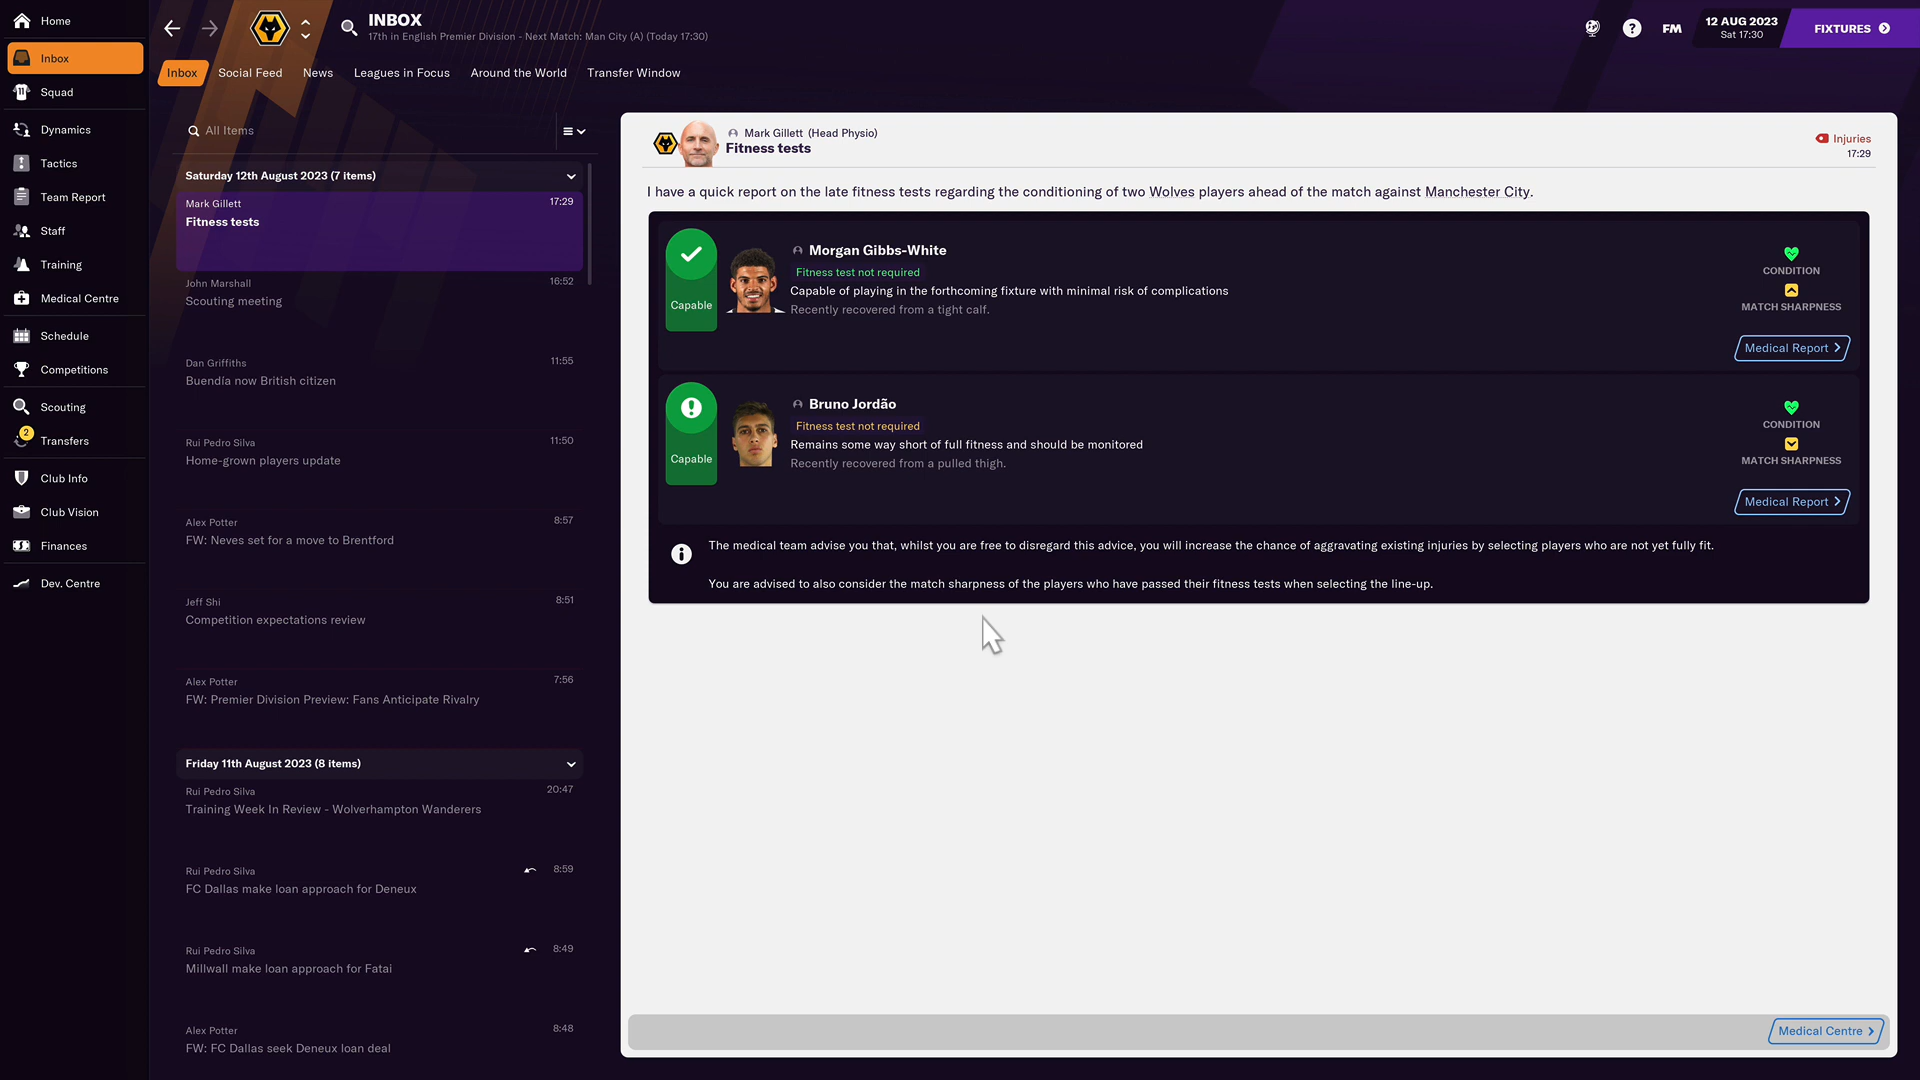 Home
Inbox
Squad
Dynamics
Tactics
Team Report
Staff
Training
Medical Centre
Schedule
Competitions
Scouting
2
Transfers
Club Info
Club Vision
Finances
Dev. Centre
INBOX
17th in English Premier Division - Next Match: Man City (A) (Today 17:30)
FM
12 AUG 2023
Sat 17:30
FIXTURES
Inbox
Social Feed
News
Leagues in Focus
Around the World
Transfer Window
All Items
Saturday 12th August 2023 (7 items)
Mark Gillett 17:29
Fitness tests
John Marshall 16:52
Scouting meeting
Dan Griffiths 11:55
Buendía now British citizen
Rui Pedro Silva 11:50
Home-grown players update
Alex Potter 8:57
FW: Neves set for a move to Brentford
Jeff Shi 8:51
Competition expectations review
Alex Potter 7:56
FW: Premier Division Preview: Fans Anticipate Rivalry
Friday 11th August 2023 (8 items)
Rui Pedro Silva 20:47
Training Week In Review - Wolverhampton Wanderers
Rui Pedro Silva 8:59
FC Dallas make loan approach for Deneux
Rui Pedro Silva 8:49
Millwall make loan approach for Fatai
Alex Potter 8:48
FW: FC Dallas seek Deneux loan deal
Mark Gillett (Head Physio)
Fitness tests
Injuries
17:29
I have a quick report on the late fitness tests regarding the conditioning of two Wolves players ahead of the match against Manchester City.
Capable
Morgan Gibbs-White
Fitness test not required
Capable of playing in the forthcoming fixture with minimal risk of complications
Recently recovered from a tight calf.
CONDITION
MATCH SHARPNESS
Medical Report
Capable
Bruno Jordão
Fitness test not required
Remains some way short of full fitness and should be monitored
Recently recovered from a pulled thigh.
CONDITION
MATCH SHARPNESS
Medical Report
The medical team advise you that, whilst you are free to disregard this advice, you will increase the chance of aggravating existing injuries by selecting players who are not yet fully fit.
You are advised to also consider the match sharpness of the players who have passed their fitness tests when selecting the line-up.
Medical Centre